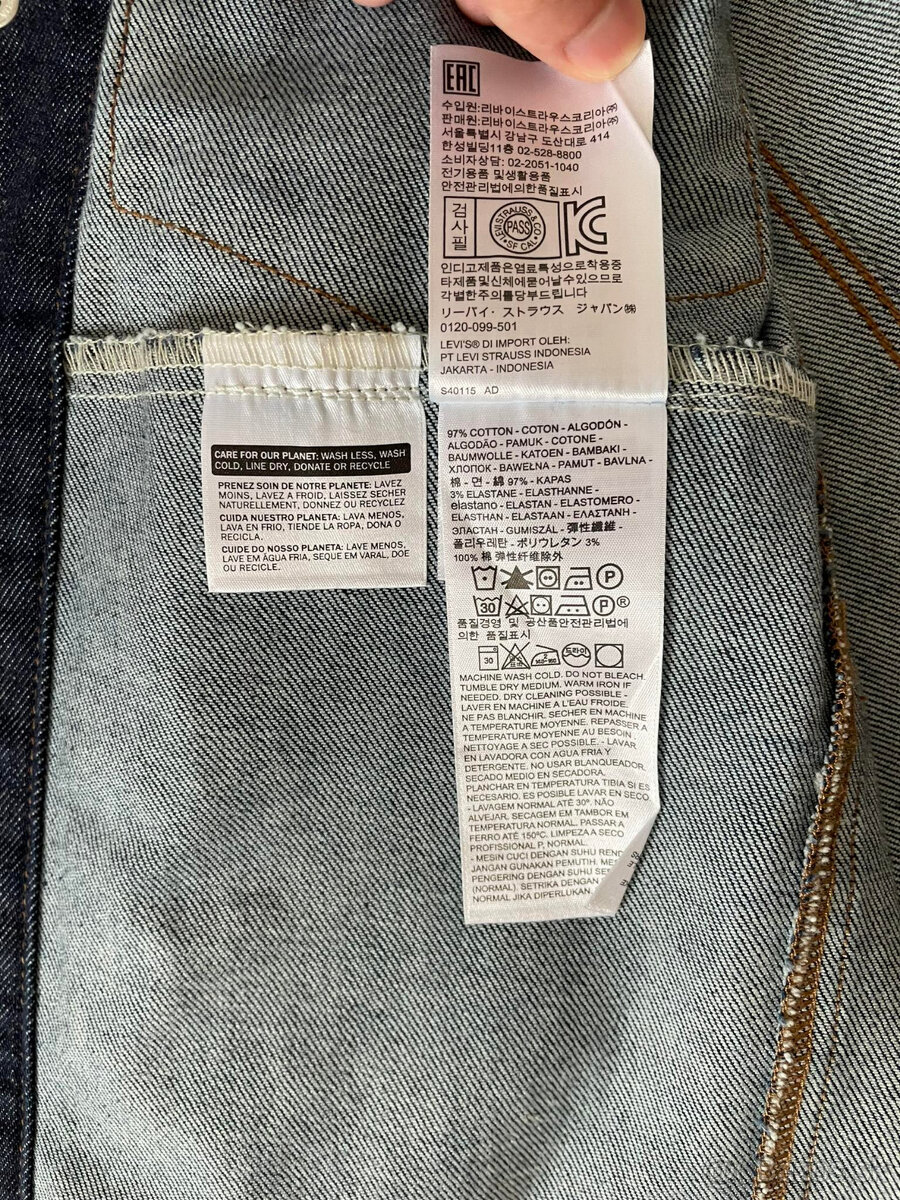 EAC
수입원:리바이스트라우스코리아㈜
판매원:리바이스트라우스코리아㈜
서울특별시 강남구 도산대로 414
한성빌딩11층 02-528-8800
소비자상담: 02-2051-1040
전기용품 및생활용품
안전관리법에의한품질표시
검사필
LEVI STRAUSS & CO.
PASS
SF CAL
KC
인디고제품은염료특성으로착용중
타제품및신체에묻어날수있으므로
각별한주의를당부드립니다
リーバイ・ストラウス ジャパン㈱
0120-099-501
LEVI'S® DI IMPORT OLEH:
PT LEVI STRAUSS INDONESIA
JAKARTA - INDONESIA
S40115 AD
CARE FOR OUR PLANET: WASH LESS, WASH
COLD, LINE DRY, DONATE OR RECYCLE
PRENEZ SOIN DE NOTRE PLANETE: LAVEZ
MOINS, LAVEZ A FROID, LAISSEZ SECHER
NATURELLEMENT, DONNEZ OU RECYCLEZ
CUIDA NUESTRO PLANETA: LAVA MENOS,
LAVA EN FRIO, TIENDE LA ROPA, DONA O
RECICLA.
CUIDE DO NOSSO PLANETA: LAVE MENOS,
LAVE EM ÁGUA FRIA, SEQUE EM VARAL, DOE
OU RECICLE.
97% COTTON - COTON - ALGODÓN -
ALGODÃO - PAMUK - COTONE -
BAUMWOLLE - KATOEN - BAMBAKI -
ХЛОПОК - BAWEŁNA - PAMUT - BAVLNA -
棉 - 면 - 綿 97% - KAPAS
3% ELASTANE - ELASTHANNE -
elastano - ELASTAN - ELASTOMERO -
ELASTHAN - ELASTAAN - ΕΛΑΣΤΑΝΗ -
ЭЛАСТАН - GUMISZÁL - 弾性纖維 -
폴리우레탄 - ポリウレタン 3%
100% 棉 弹性纤维除外
P
30 P ®
품질경영 및 공산품안전관리법에
의한 품질표시
30 드라이
MACHINE WASH COLD. DO NOT BLEACH.
TUMBLE DRY MEDIUM. WARM IRON IF
NEEDED. DRY CLEANING POSSIBLE -
LAVER EN MACHINE A L'EAU FROIDE.
NE PAS BLANCHIR. SECHER EN MACHINE
A TEMPERATURE MOYENNE. REPASSER A
TEMPERATURE MOYENNE AU BESOIN.
NETTOYAGE A SEC POSSIBLE. - LAVAR
EN LAVADORA CON AGUA FRIA Y
DETERGENTE. NO USAR BLANQUEADOR.
SECADO MEDIO EN SECADORA.
PLANCHAR EN TEMPERATURA TIBIA SI ES
NECESARIO. ES POSIBLE LAVAR EN SECO.
- LAVAGEM NORMAL ATÉ 30º. NÃO
ALVEJAR. SECAGEM EM TAMBOR EM
TEMPERATURA NORMAL. PASSAR A
FERRO ATÉ 150ºC. LIMPEZA A SECO
PROFISSIONAL P, NORMAL.
- MESIN CUCI DENGAN SUHU
JANGAN GUNAKAN PEMUTIH.
PENGERING DENGAN SUHU
(NORMAL). SETRIKA DENGAN
NORMAL JIKA DIPERLUKAN.